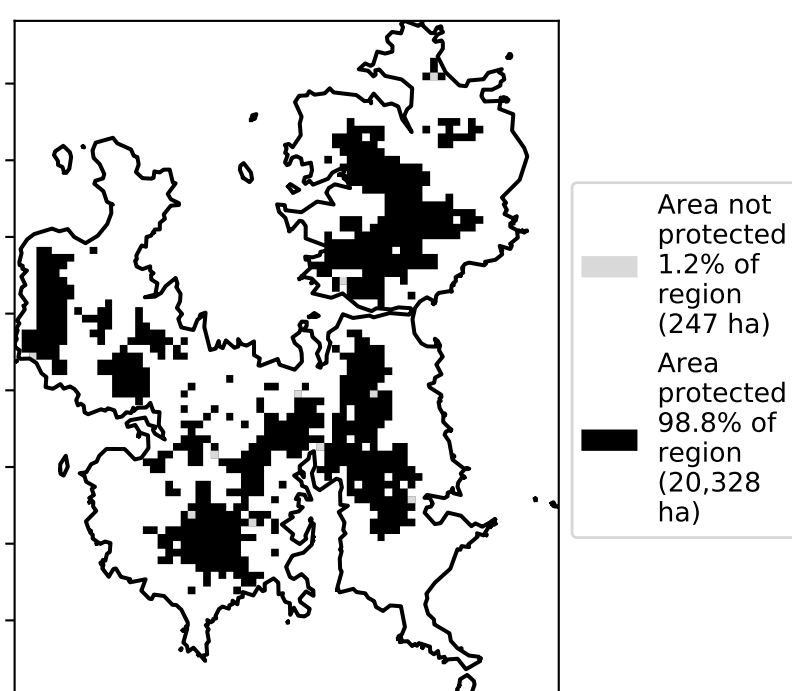 Area not
protected
1.2% of
region
(247 ha)
Area
protected
98.8% of
region
(20,328
ha)